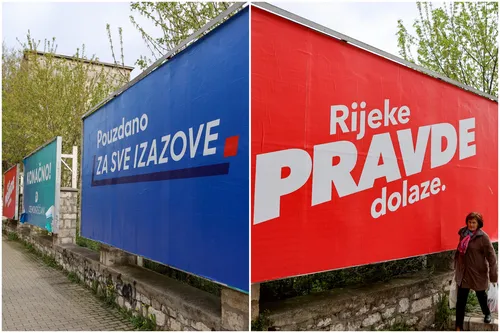 KONAČNO!
Pouzdano
ZA SVE IZAZOVE.
Rijeke
PRAVDE
dolaze.